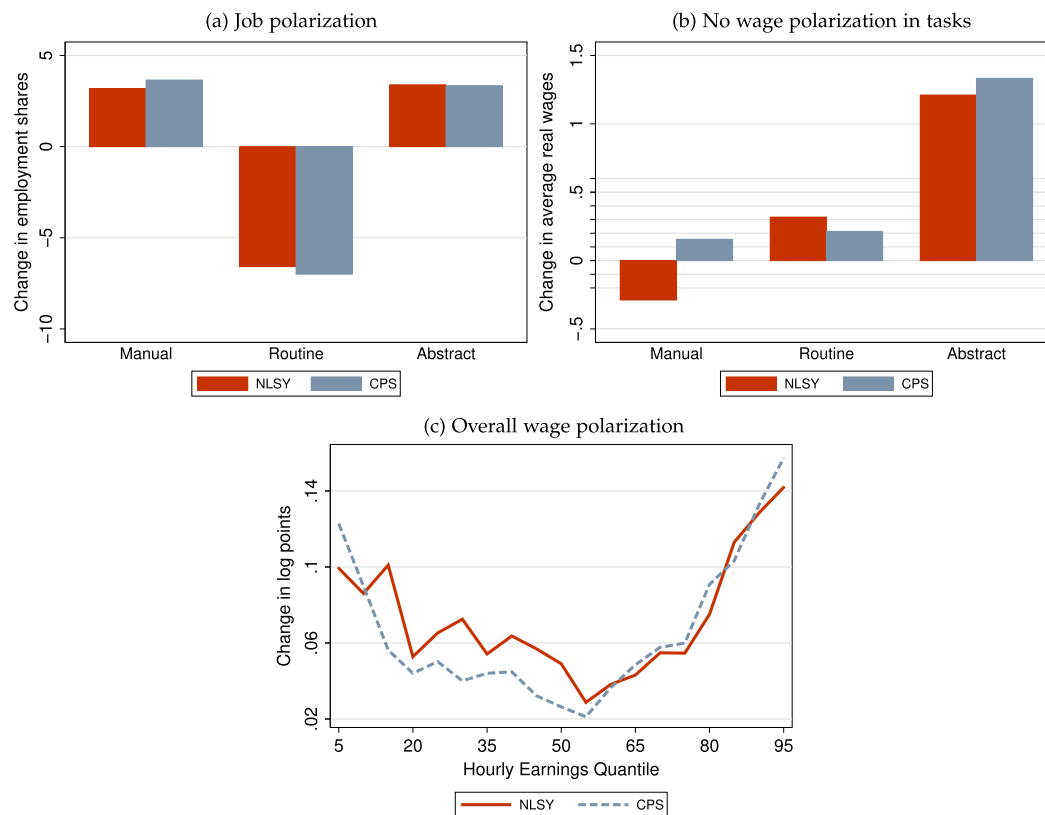 (a) Job polarization
Change in employment shares
5
0
−5
−10
Manual Routine Abstract
NLSY CPS
(b) No wage polarization in tasks
Change in average real wages
1.5
1
.5
0
−.5
Manual Routine Abstract
NLSY CPS
(c) Overall wage polarization
Change in log points
.14
.1
.06
.02
5 20 35 50 65 80 95
Hourly Earnings Quantile
NLSY CPS